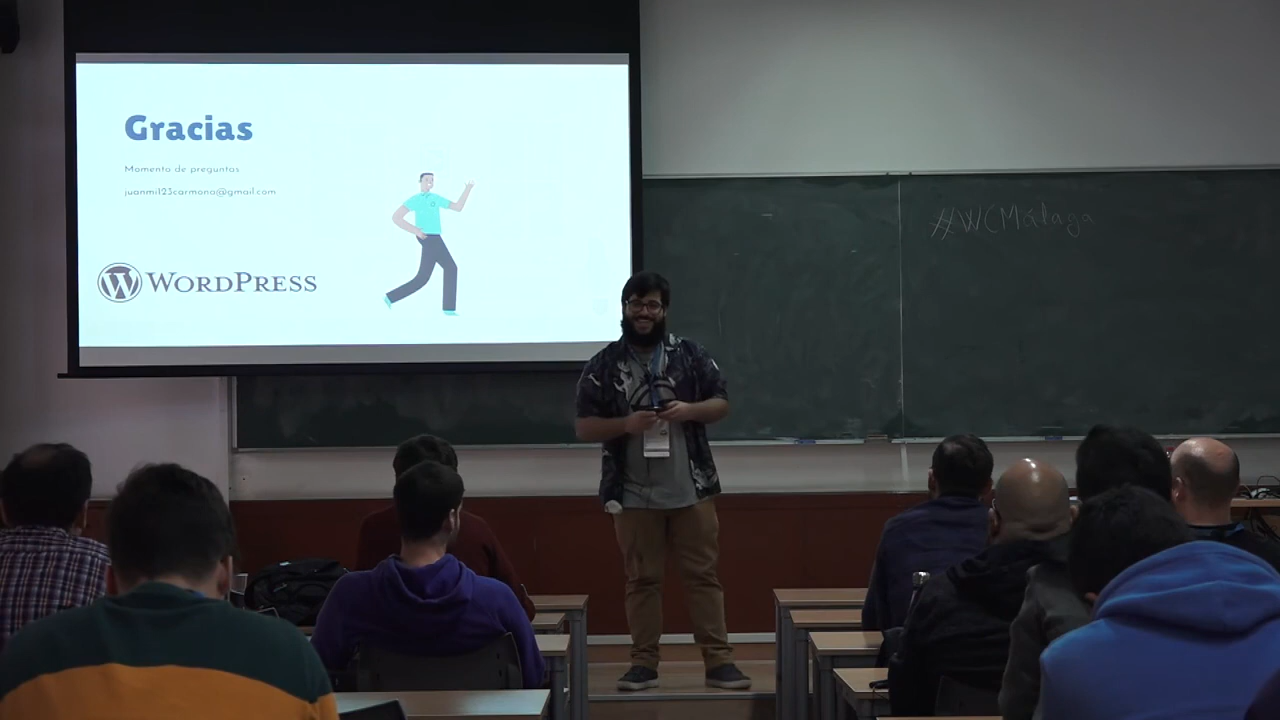 Gracias
Momento de preguntas
juanmi123carmona@gmail.com
WORDPRESS
#WCMálaga